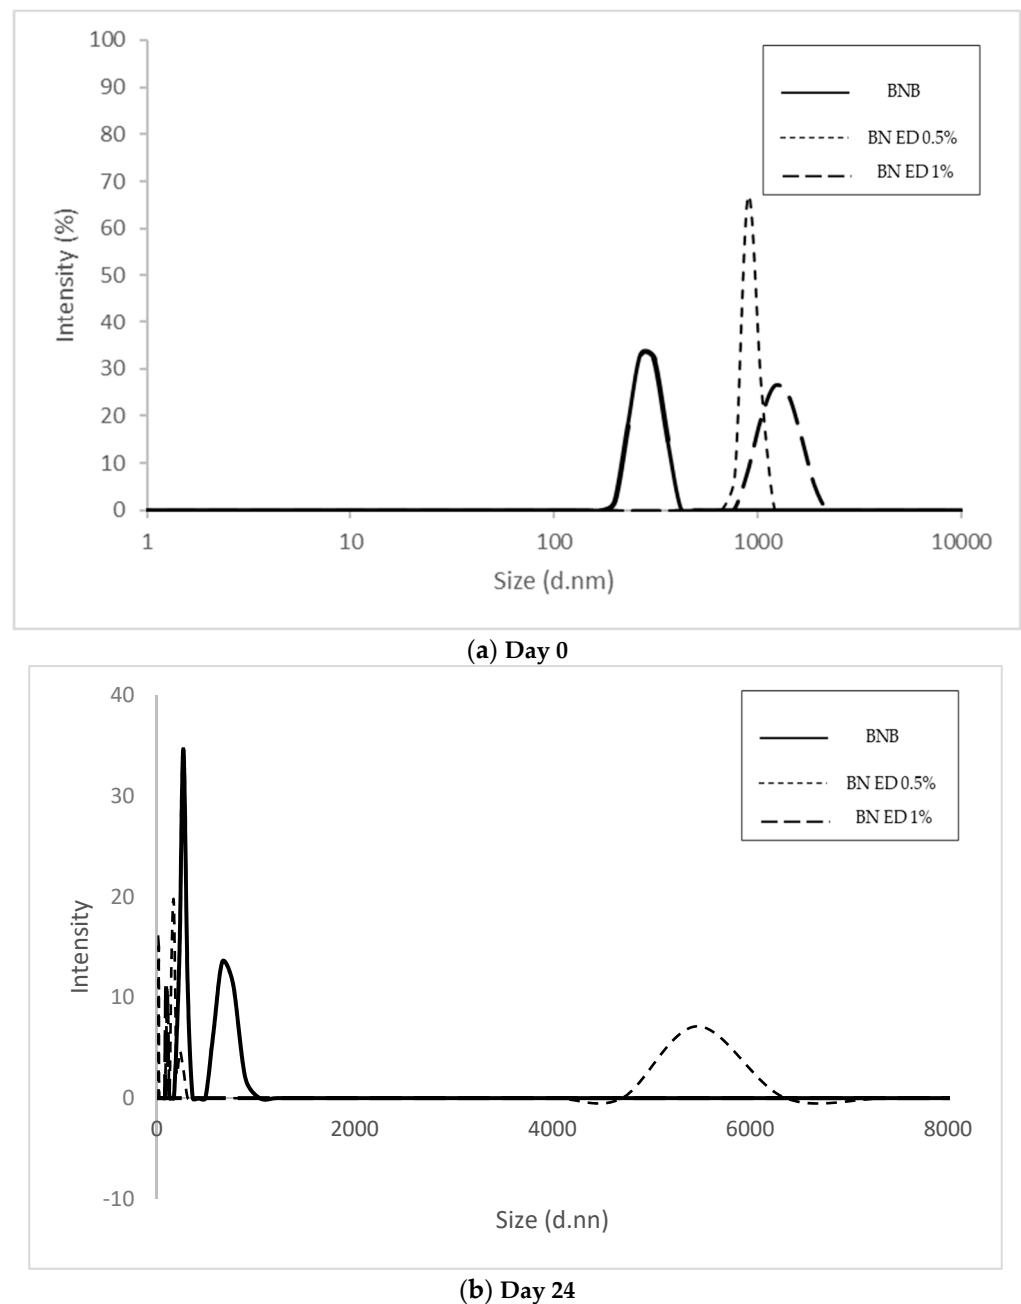 100
90
80
70
60
50
40
30
20
10
0
Intensity (%)
BNB
BN ED 0.5%
BN ED 1%
1 10 100 1000 10000
Size (d.nm)
(a) Day 0
40
30
20
10
0
-10
Intensity
BNB
BN ED 0.5%
BN ED 1%
0 2000 4000 6000 8000
Size (d.nn)
(b) Day 24